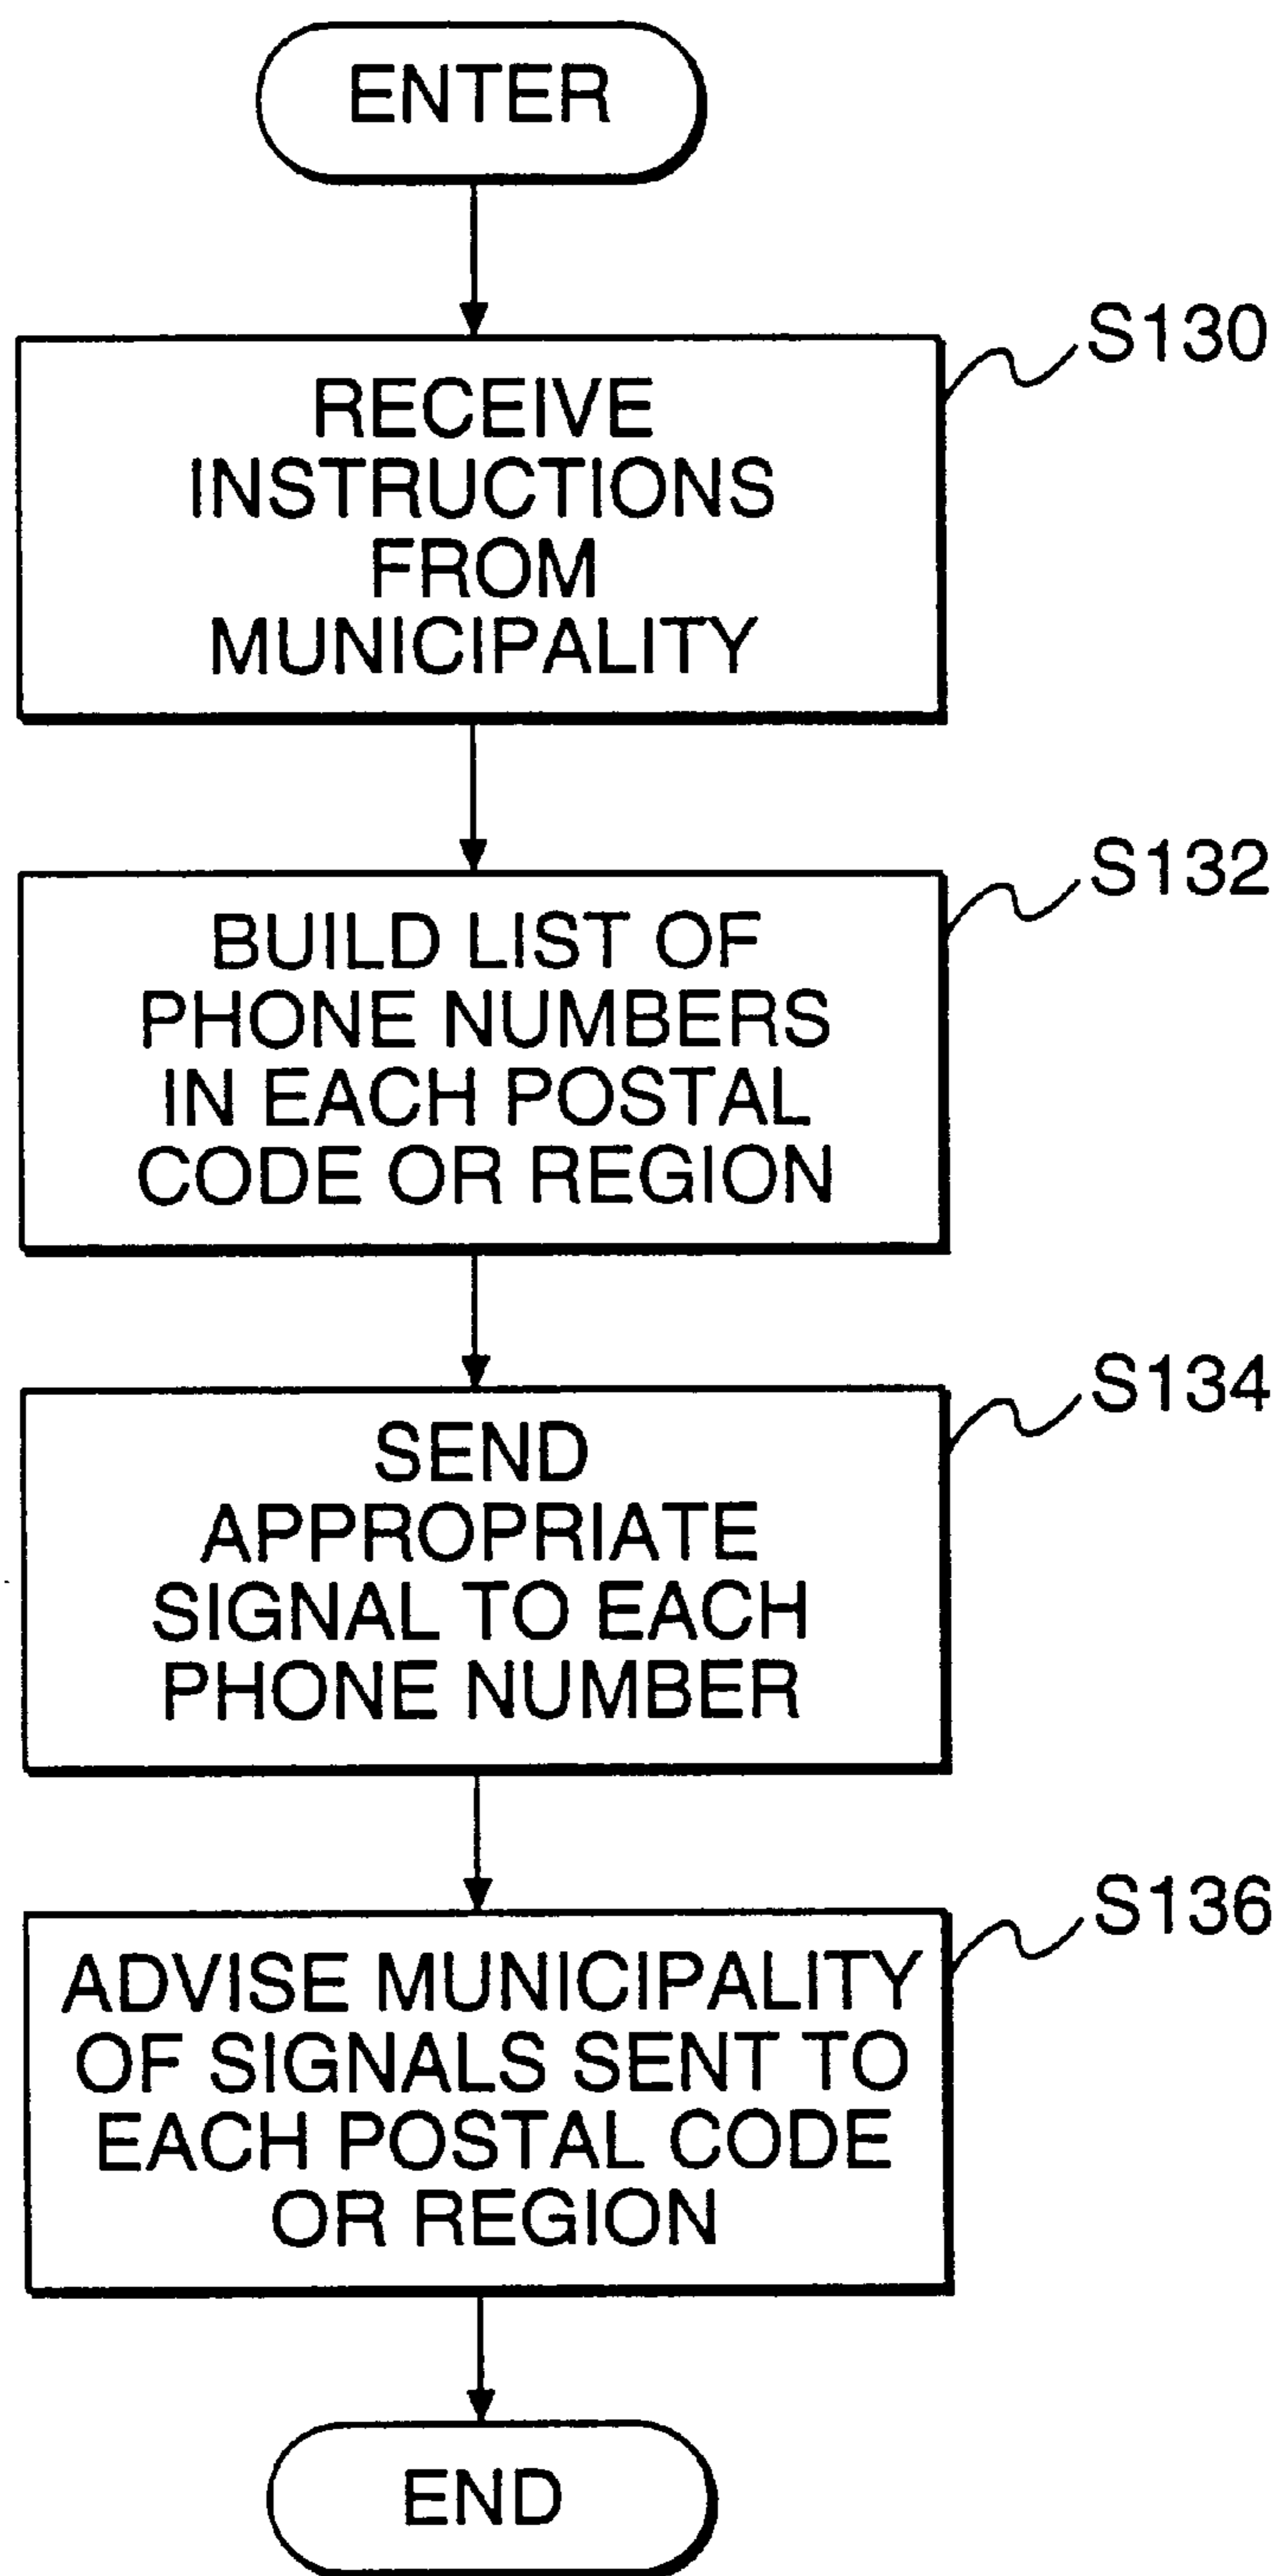 ENTER
S130
RECEIVE
INSTRUCTIONS
FROM
MUNICIPALITY
S132
BUILD LIST OF
PHONE NUMBERS
IN EACH POSTAL
CODE OR REGION
S134
SEND
APPROPRIATE
SIGNAL TO EACH
PHONE NUMBER
S136
ADVISE MUNICIPALITY
OF SIGNALS SENT TO
EACH POSTAL CODE
OR REGION
END